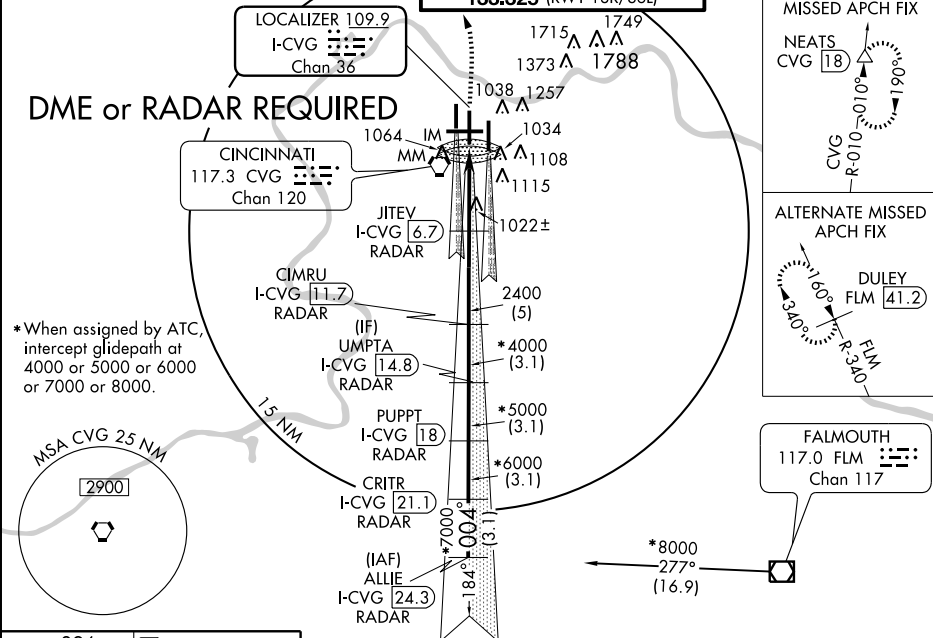 LOCALIZER 109.9
I-CVG
Chan 36
DME or RADAR REQUIRED
CINCINNATI
117.3 CVG
Chan 120
1715
1749
1373
1788
1038
1257
1064
IM
1034
MM
1108
1115
1022±
JITEV
I-CVG 6.7
RADAR
CIMRU
I-CVG 11.7
RADAR
2400
(5)
(IF)
UMPTA
I-CVG 14.8
RADAR
*4000
(3.1)
PUPPT
I-CVG 18
RADAR
*5000
(3.1)
*6000
(3.1)
CRITR
I-CVG 21.1
RADAR
*7000
004°
(3.1)
(IAF)
ALLIE
I-CVG 24.3
RADAR
184°
15 NM
*When assigned by ATC,
intercept glidepath at
4000 or 5000 or 6000
or 7000 or 8000.
MSA CVG 25 NM
2900
MISSED APCH FIX
NEATS
CVG 18
010°
190°
CVG
R-010
ALTERNATE MISSED
APCH FIX
DULEY
FLM 41.2
160°
340°
FLM
R-340
FALMOUTH
117.0 FLM
Chan 117
*8000
277°
(16.9)